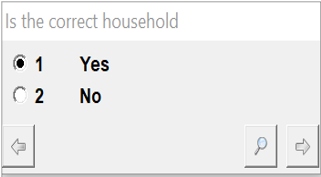 Is the correct household
1 Yes
2 No